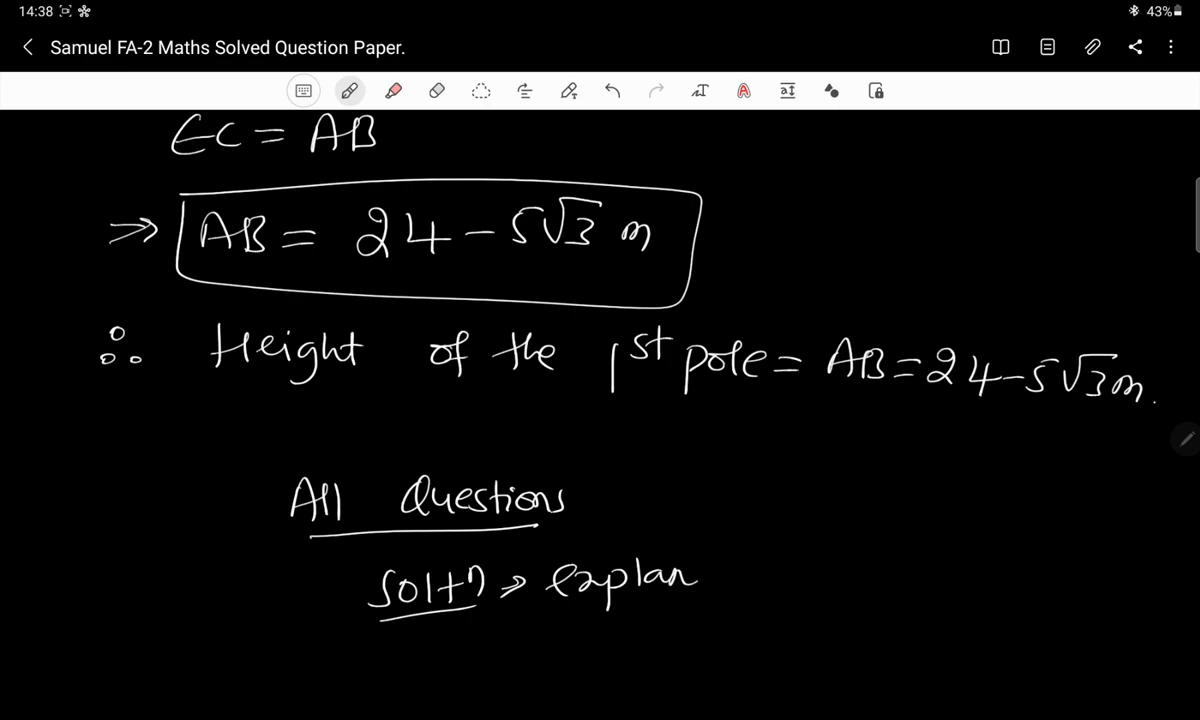 14:38
43%
Samuel FA-2 Maths Solved Question Paper.
EC = AB
⇒ AB = 24 - 5√3 m
∴ Height of the 1st pole = AB = 24 - 5√3 m.
All Questions
soltn ⇒ explan